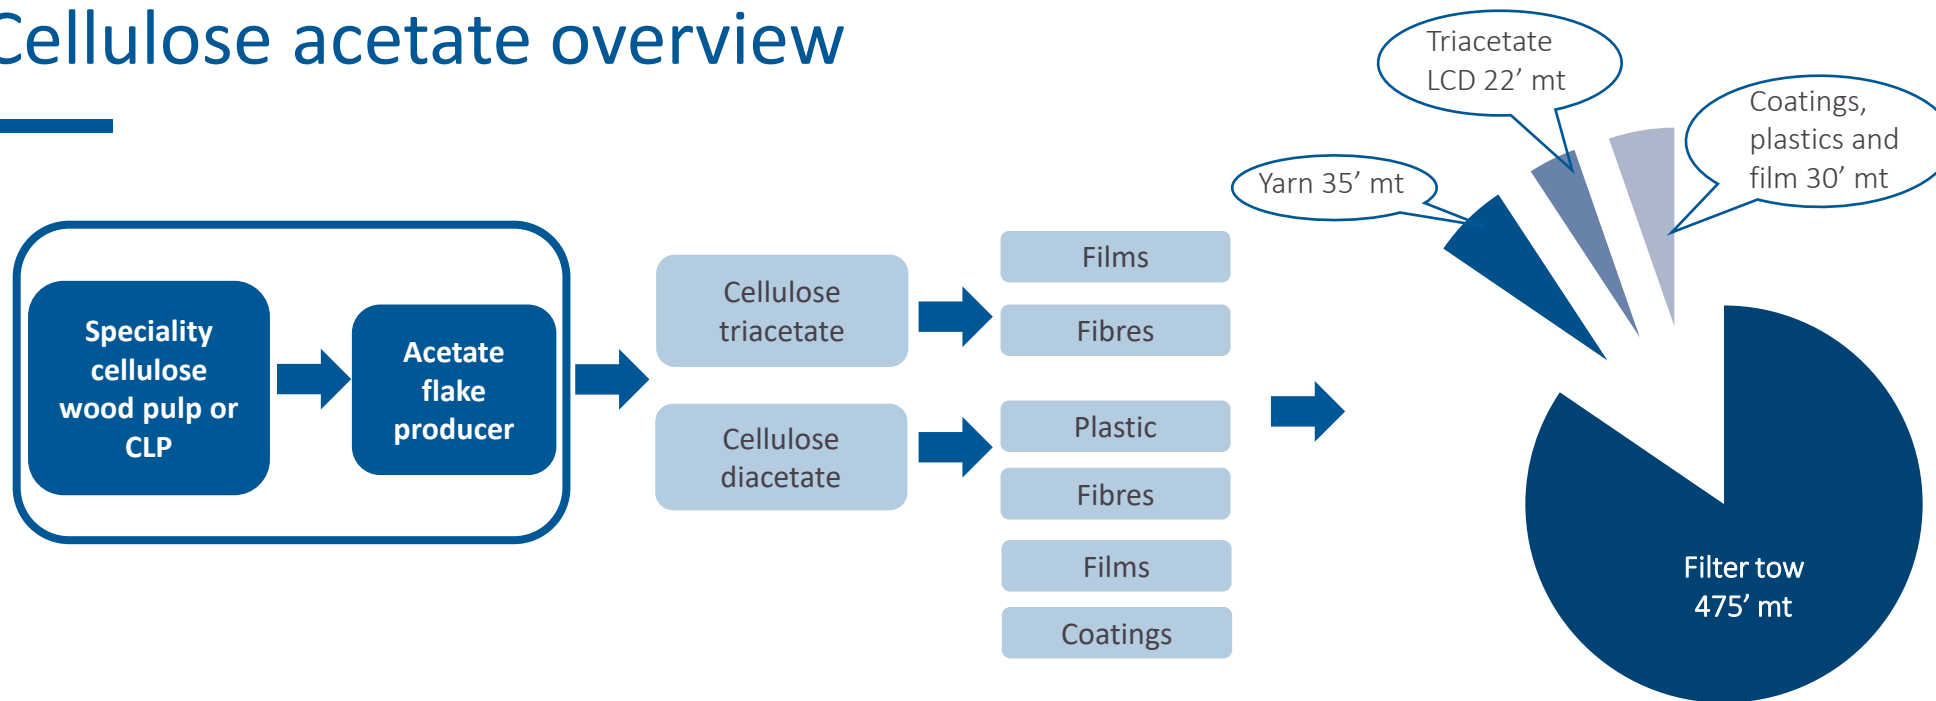 Cellulose acetate overview
Speciality
cellulose
wood pulp or
CLP
Acetate
flake
producer
Cellulose
triacetate
Cellulose
diacetate
Films
Fibres
Plastic
Fibres
Films
Coatings
Yarn 35’ mt
Triacetate
LCD 22’ mt
Coatings,
plastics and
film 30’ mt
Filter tow
475’ mt